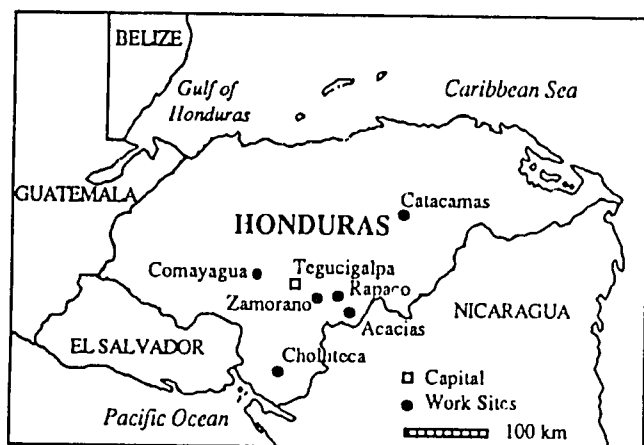 BELIZE
Gulf of
Honduras
Caribbean Sea
GUATEMALA
HONDURAS
Catacamas
Comayagua
Tegucigalpa
Zamorano
Rapaco
Acacias
NICARAGUA
EL SALVADOR
Choluteca
Capital
Work Sites
Pacific Ocean
100 km